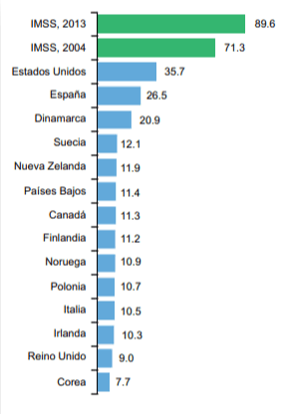 IMSS, 2013 89.6
IMSS, 2004 71.3
Estados Unidos 35.7
España 26.5
Dinamarca 20.9
Suecia 12.1
Nueva Zelanda 11.9
Países Bajos 11.4
Canadá 11.3
Finlandia 11.2
Noruega 10.9
Polonia 10.7
Italia 10.5
Irlanda 10.3
Reino Unido 9.0
Corea 7.7